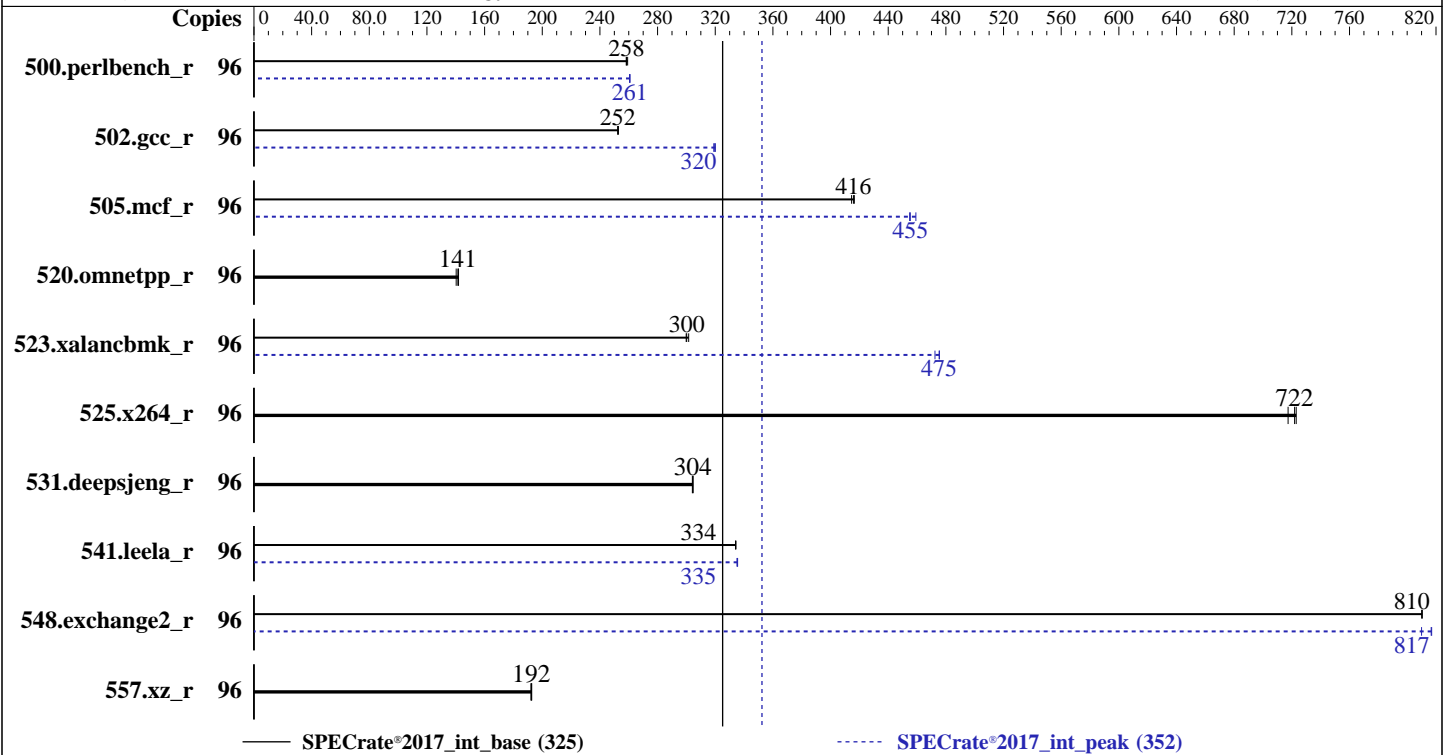 Copies 0 40.0 80.0 120 160 200 240 280 320 360 400 440 480 520 560 600 640 680 720 760 820
258
500.perlbench_r 96
261
252
502.gcc_r 96
320
416
505.mcf_r 96
455
141
520.omnetpp_r 96
300
523.xalancbmk_r 96
475
722
525.x264_r 96
304
531.deepsjeng_r 96
334
541.leela_r 96
335
810
548.exchange2_r 96
817
192
557.xz_r 96
SPECrate®2017_int_base (325) SPECrate®2017_int_peak (352)